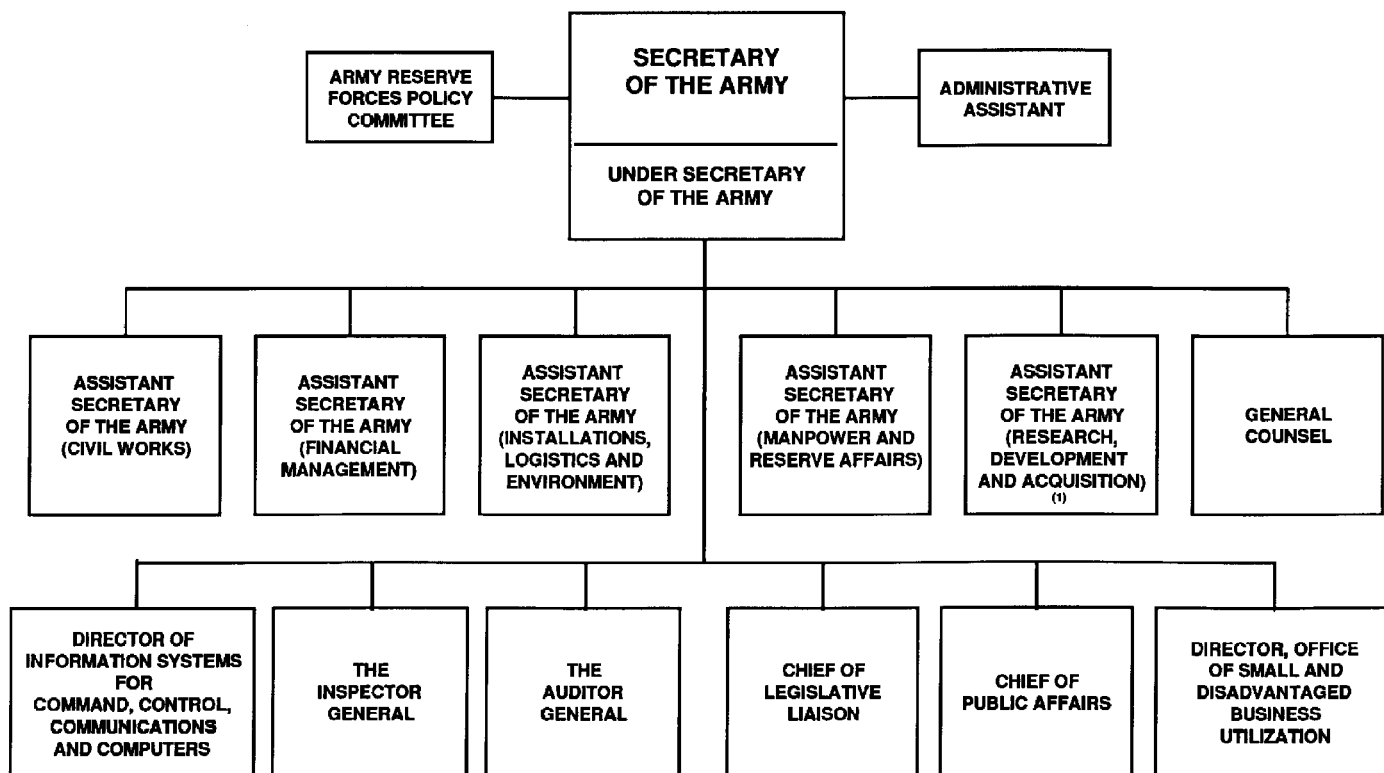 ARMY RESERVE
FORCES POLICY
COMMITTEE
SECRETARY
OF THE ARMY
UNDER SECRETARY
OF THE ARMY
ADMINISTRATIVE
ASSISTANT
ASSISTANT
SECRETARY
OF THE ARMY
(CIVIL WORKS)
ASSISTANT
SECRETARY
OF THE ARMY
(FINANCIAL
MANAGEMENT)
ASSISTANT
SECRETARY
OF THE ARMY
(INSTALLATIONS,
LOGISTICS AND
ENVIRONMENT)
ASSISTANT
SECRETARY
OF THE ARMY
(MANPOWER AND
RESERVE AFFAIRS)
ASSISTANT
SECRETARY
OF THE ARMY
(RESEARCH,
DEVELOPMENT
AND ACQUISITION)
(1)
GENERAL
COUNSEL
DIRECTOR OF
INFORMATION SYSTEMS
FOR
COMMAND, CONTROL,
COMMUNICATIONS
AND COMPUTERS
THE
INSPECTOR
GENERAL
THE
AUDITOR
GENERAL
CHIEF OF
LEGISLATIVE
LIAISON
CHIEF OF
PUBLIC AFFAIRS
DIRECTOR, OFFICE
OF SMALL AND
DISADVANTAGED
BUSINESS
UTILIZATION